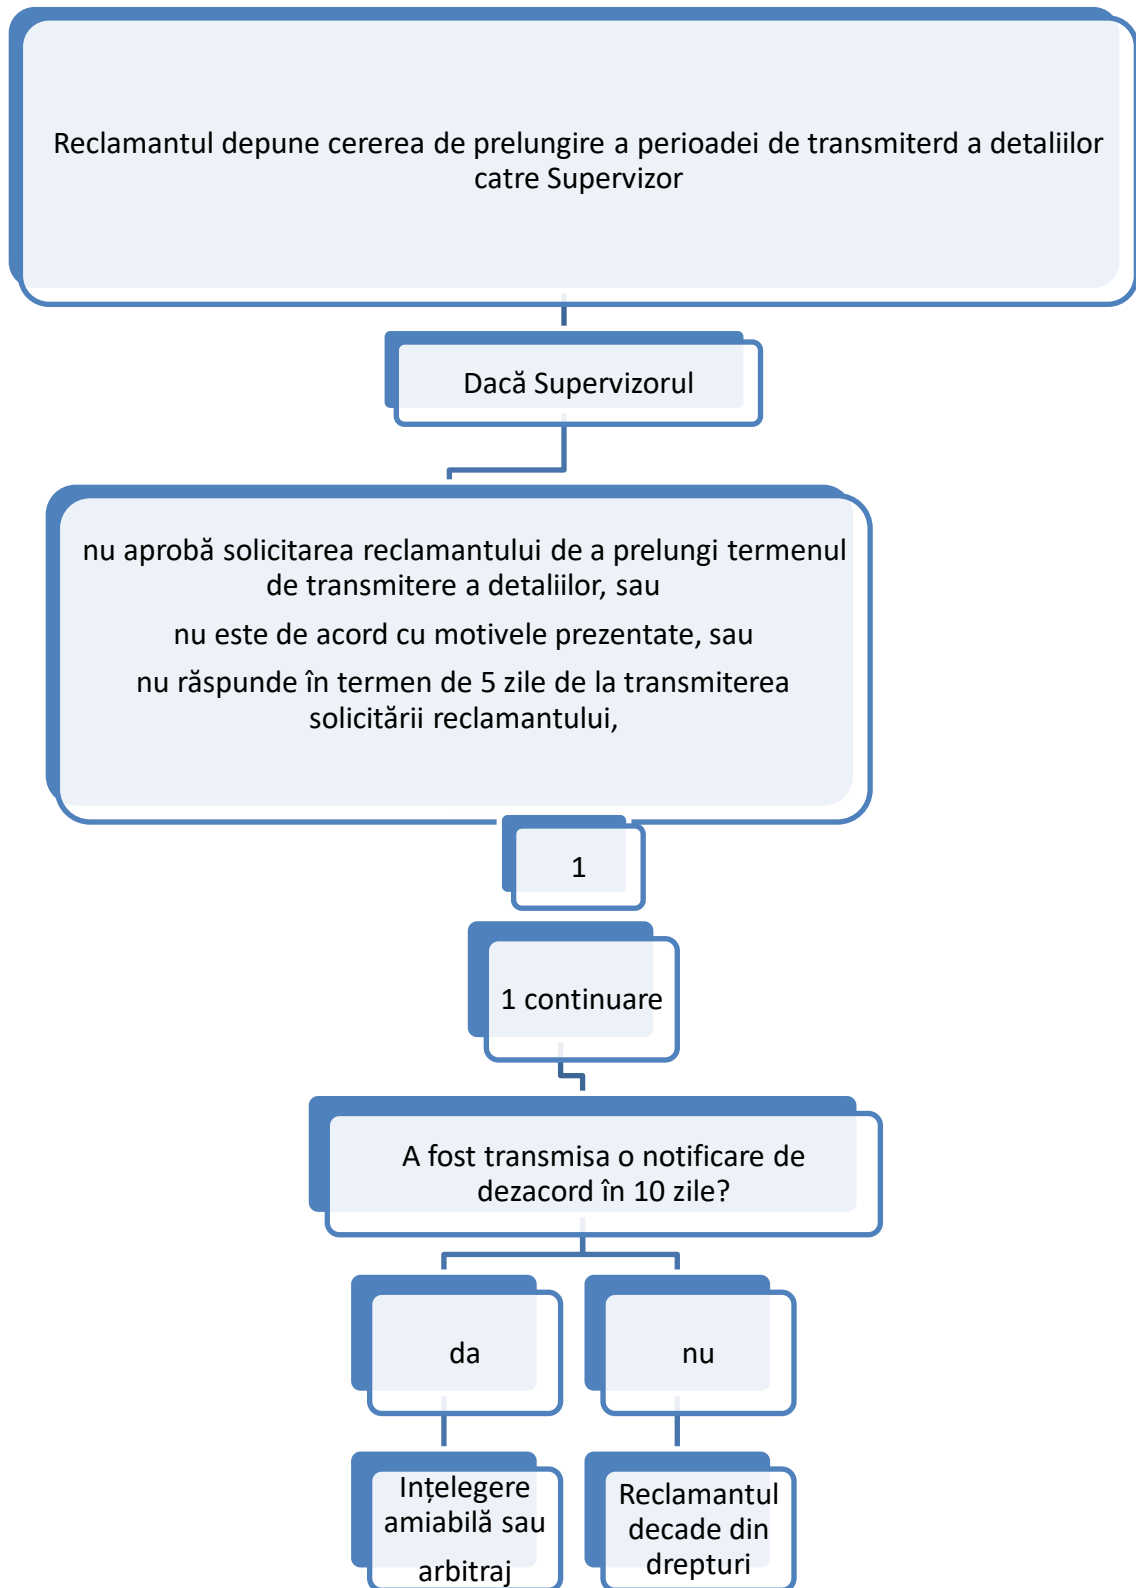 Reclamantul depune cererea de prelungire a perioadei de transmiterd a detaliilor
catre Supervizor
Dacă Supervizorul
nu aprobă solicitarea reclamantului de a prelungi termenul
de transmitere a detaliilor, sau
nu este de acord cu motivele prezentate, sau
nu răspunde în termen de 5 zile de la transmiterea
solicitării reclamantului,
1
1 continuare
A fost transmisa o notificare de
dezacord în 10 zile?
da
nu
Ințelegere
amiabilă sau
arbitraj
Reclamantul
decade din
drepturi